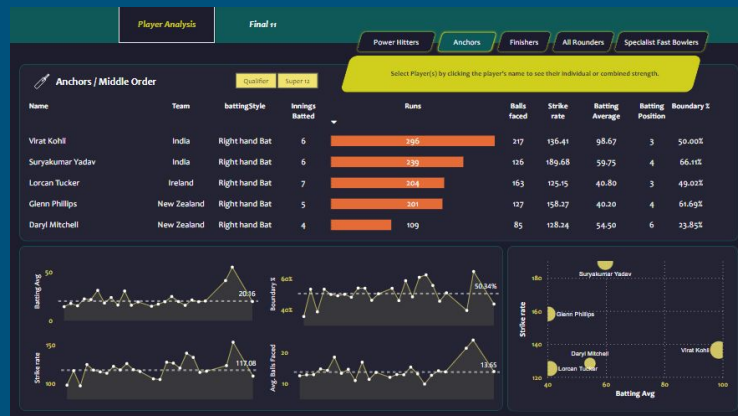 Player Analysis
Final 11
Power Hitters
Anchors
Finishers
All Rounders
Specialist Fast Bowlers
Anchors / Middle Order
Qualifier
Super 12
Select Player(s) by clicking the player's name to see their individual or combined strength.
Name Team battingStyle Innings Batted Runs Balls faced Strike rate Batting Average Batting Position Boundary %
Virat Kohli India Right hand Bat 6 296 217 136.41 98.67 3 50.00%
Suryakumar Yadav India Right hand Bat 6 239 126 189.68 59.75 4 66.11%
Lorcan Tucker Ireland Right hand Bat 7 204 163 125.15 40.80 3 49.02%
Glenn Phillips New Zealand Right hand Bat 5 201 127 158.27 40.20 4 61.69%
Daryl Mitchell New Zealand Right hand Bat 4 109 85 128.24 54.50 6 23.85%
Batting Avg
50
0
20.16
Boundary %
60%
40%
50.34%
Strike rate
150
100
117.08
Avg. Balls Faced
20
10
13.65
Strike rate
180
160
140
120
Suryakumar Yadav
Glenn Phillips
Virat Kohli
Daryl Mitchell
Lorcan Tucker
40
60
80
100
Batting Avg